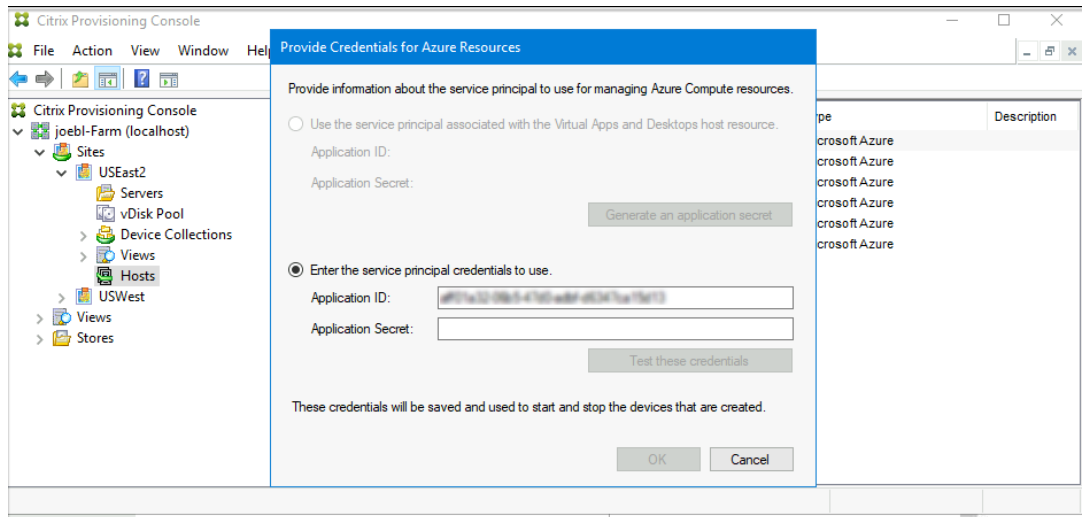 Citrix Provisioning Console
File Action View Window Hel
Provide Credentials for Azure Resources
Provide information about the service principal to use for managing Azure Compute resources.
Use the service principal associated with the Virtual Apps and Desktops host resource.
Application ID:
Application Secret:
Generate an application secret
Enter the service principal credentials to use.
Application ID:
Application Secret:
Test these credentials
These credentials will be saved and used to start and stop the devices that are created.
OK Cancel
Citrix Provisioning Console
joebl-Farm (localhost)
Sites
USEast2
Servers
vDisk Pool
Device Collections
Views
Hosts
USWest
Views
Stores
pe Description
crosoft Azure
crosoft Azure
crosoft Azure
crosoft Azure
crosoft Azure
crosoft Azure